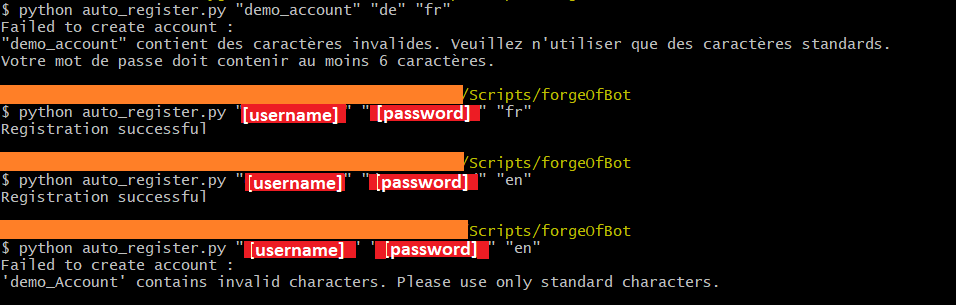 $ python auto_register.py "demo_account" "de" "fr"
Failed to create account :
"demo_account" contient des caractères invalides. Veuillez n'utiliser que des caractères standards.
Votre mot de passe doit contenir au moins 6 caractères.
/Scripts/forgeOfBot
$ python auto_register.py "[username]" "[password]" "fr"
Registration successful
/Scripts/forgeOfBot
$ python auto_register.py "[username]" "[password]" "en"
Registration successful
Scripts/forgeOfBot
$ python auto_register.py "[username]" "[password]" "en"
Failed to create account :
'demo_Account' contains invalid characters. Please use only standard characters.